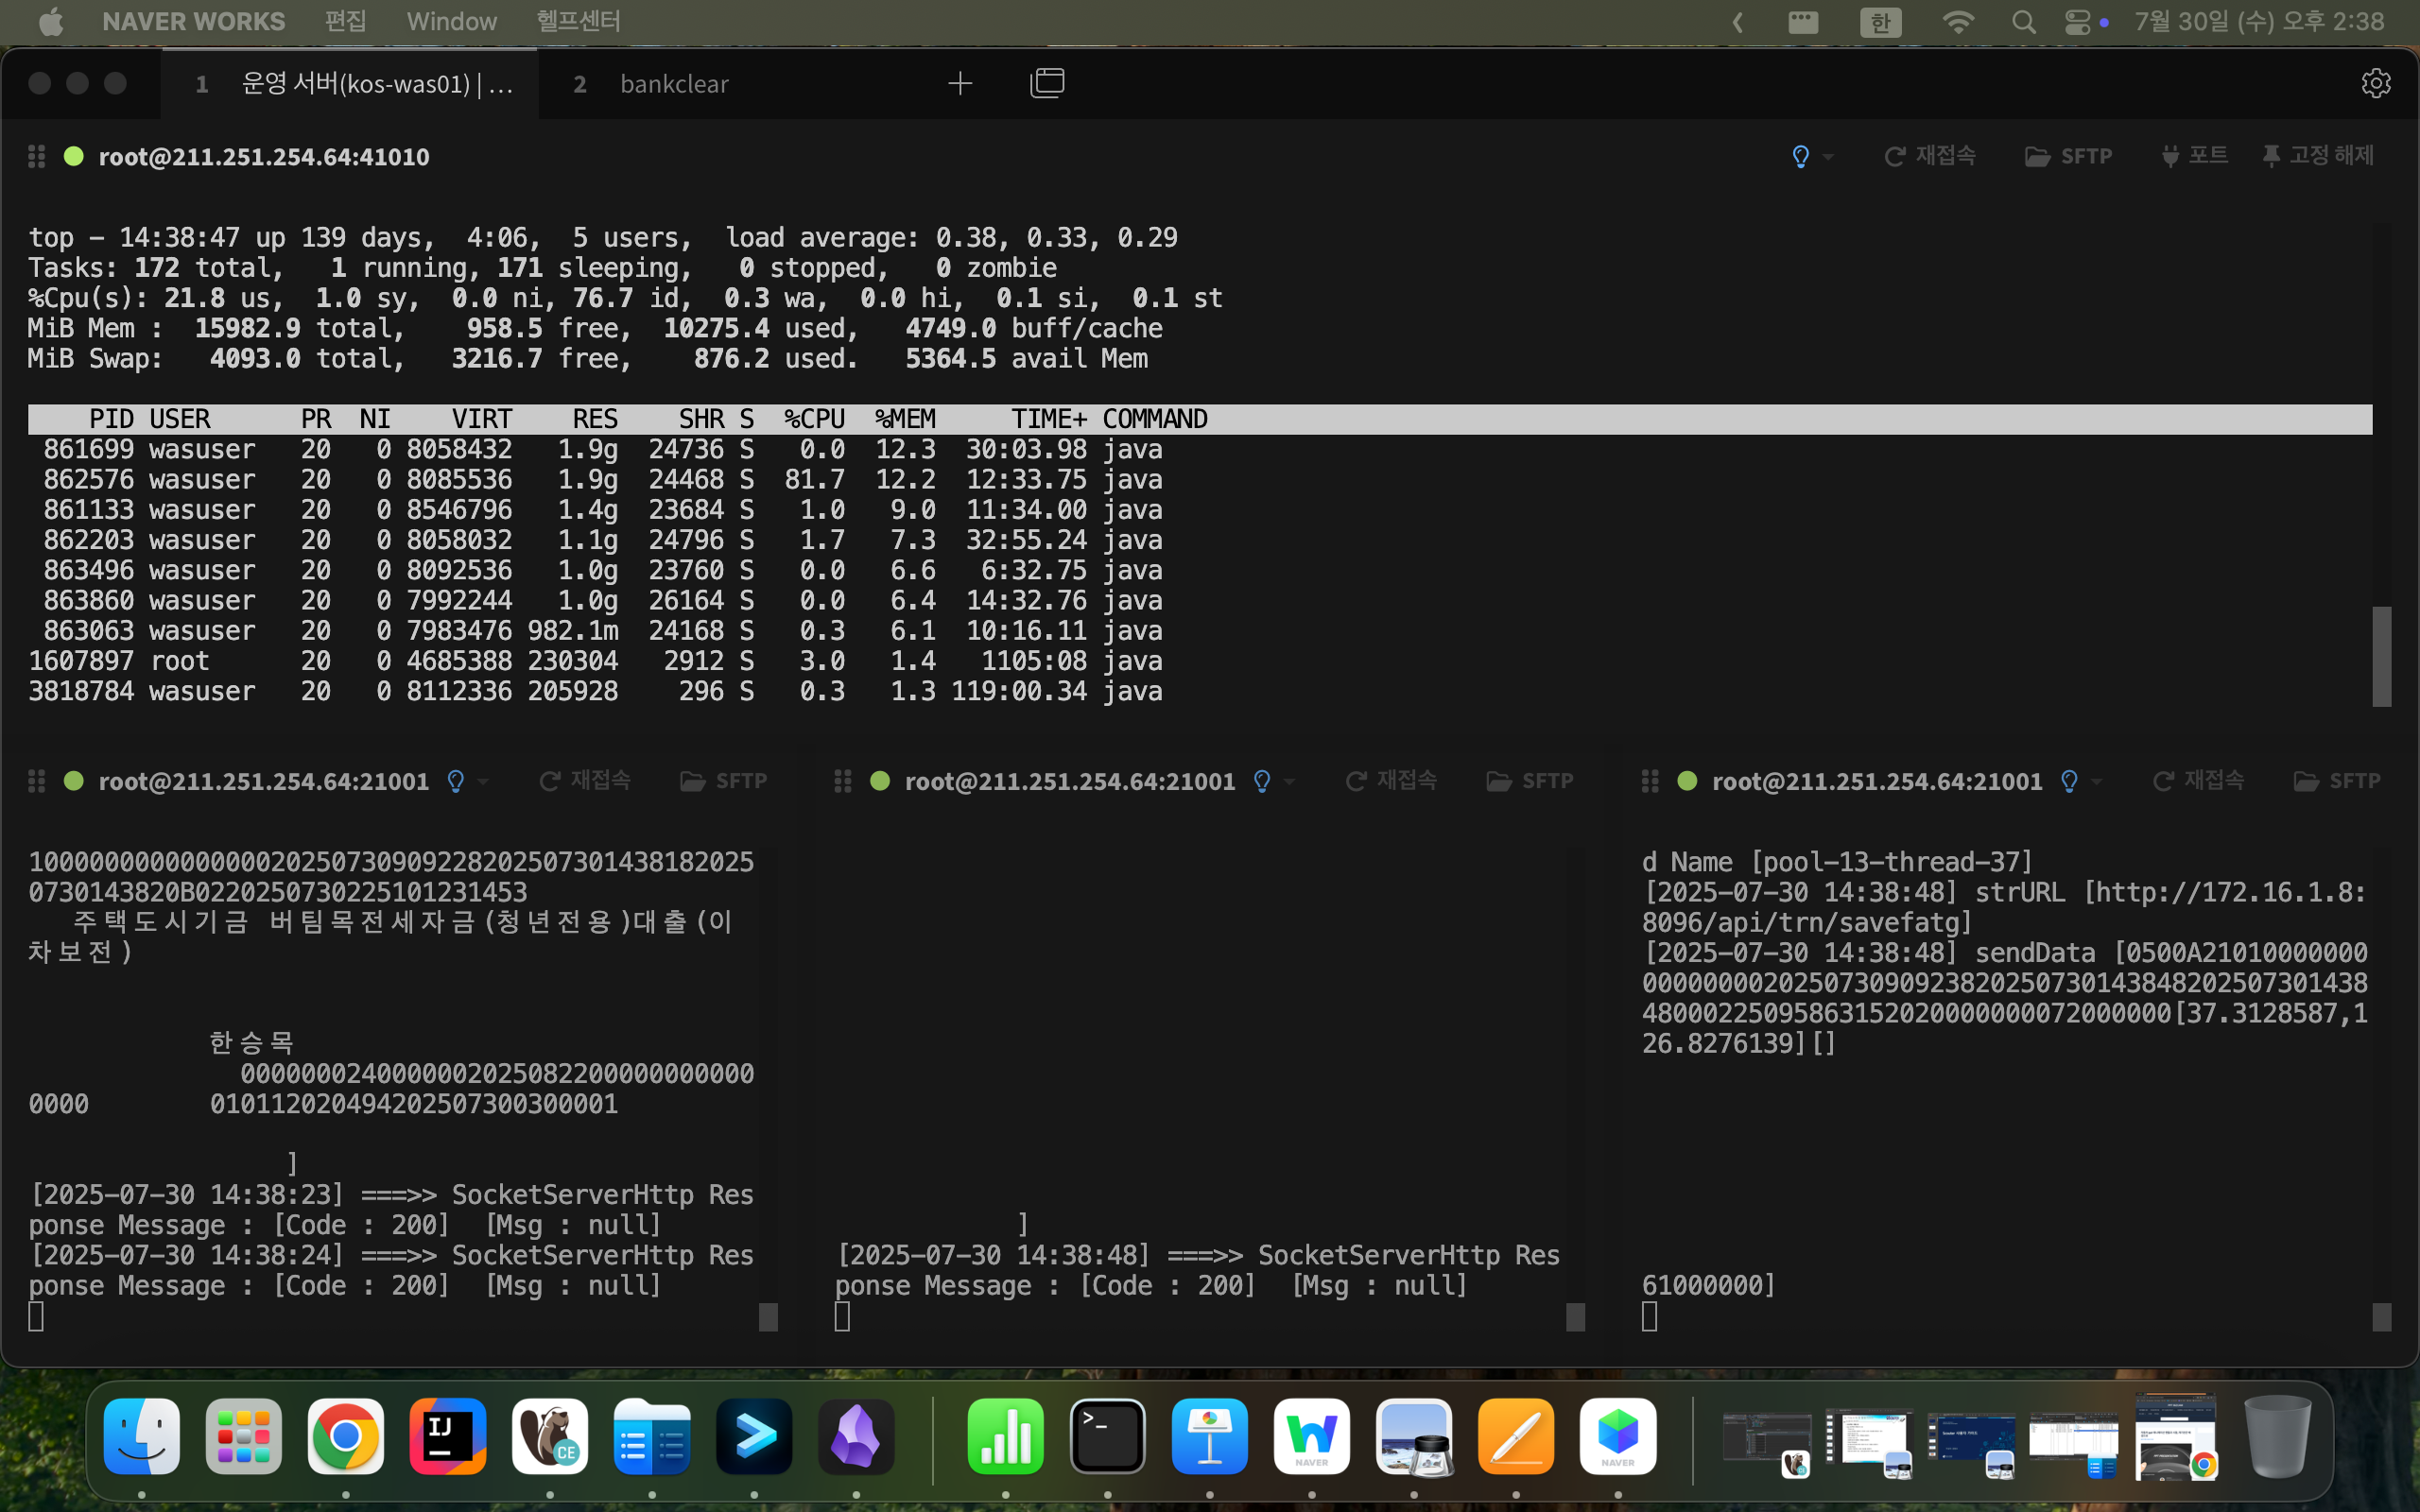 NAVER WORKS 편집 Window 헬프센터 한 7월 30일 (수) 오후 2:38
1 운영 서버(kos-was01) | ... 2 bankclear
root@211.251.254.64:41010 재접속 SFTP 포트 고정 해제
top - 14:38:47 up 139 days, 4:06, 5 users, load average: 0.38, 0.33, 0.29
Tasks: 172 total, 1 running, 171 sleeping, 0 stopped, 0 zombie
%Cpu(s): 21.8 us, 1.0 sy, 0.0 ni, 76.7 id, 0.3 wa, 0.0 hi, 0.1 si, 0.1 st
MiB Mem : 15982.9 total, 958.5 free, 10275.4 used, 4749.0 buff/cache
MiB Swap: 4093.0 total, 3216.7 free, 876.2 used. 5364.5 avail Mem
PID USER PR NI VIRT RES SHR S %CPU %MEM TIME+ COMMAND
861699 wasuser 20 0 8058432 1.9g 24736 S 0.0 12.3 30:03.98 java
862576 wasuser 20 0 8085536 1.9g 24468 S 81.7 12.2 12:33.75 java
861133 wasuser 20 0 8546796 1.4g 23684 S 1.0 9.0 11:34.00 java
862203 wasuser 20 0 8058032 1.1g 24796 S 1.7 7.3 32:55.24 java
863496 wasuser 20 0 8092536 1.0g 23760 S 0.0 6.6 6:32.75 java
863860 wasuser 20 0 7992244 1.0g 26164 S 0.0 6.4 14:32.76 java
863063 wasuser 20 0 7983476 982.1m 24168 S 0.3 6.1 10:16.11 java
1607897 root 20 0 4685388 230304 2912 S 3.0 1.4 1105:08 java
3818784 wasuser 20 0 8112336 205928 296 S 0.3 1.3 119:00.34 java
root@211.251.254.64:21001 재접속 SFTP
100000000000000020250730909228202507301438182025
0730143820B0220250730225101231453
주택도시기금 버팀목전세자금(청년전용)대출(이
차보전)
한승목
0000000240000002025082200000000000
0000 010112020494202507300300001
]
[2025-07-30 14:38:23] ===>> SocketServerHttp Res
ponse Message : [Code : 200] [Msg : null]
[2025-07-30 14:38:24] ===>> SocketServerHttp Res
ponse Message : [Code : 200] [Msg : null]
root@211.251.254.64:21001 재접속 SFTP
]
[2025-07-30 14:38:48] ===>> SocketServerHttp Res
ponse Message : [Code : 200] [Msg : null]
root@211.251.254.64:21001 재접속 SFTP
d Name [pool-13-thread-37]
[2025-07-30 14:38:48] strURL [http://172.16.1.8:
8096/api/trn/savefatg]
[2025-07-30 14:38:48] sendData [0500A21010000000
000000002025073090923820250730143848202507301438
48000225095863152020000000072000000[37.3128587,1
26.8276139][]
61000000]
IJ CE >_ NAVER NAVER